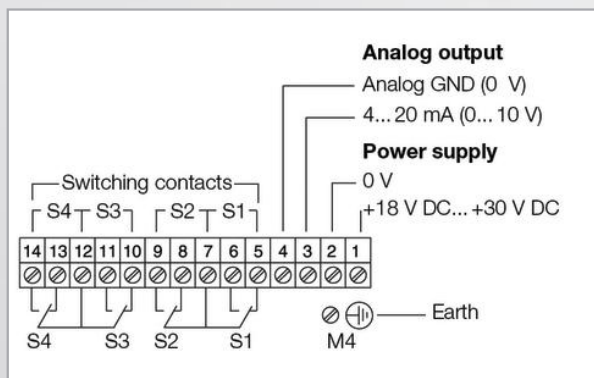 Analog output
Analog GND (0 V)
4... 20 mA (0... 10 V)
Power supply
0 V
+18 V DC... +30 V DC
Switching contacts
S4 S3 S2 S1
14 13 12 11 10 9 8 7 6 5 4 3 2 1
Earth
S4 S3 S2 S1 M4